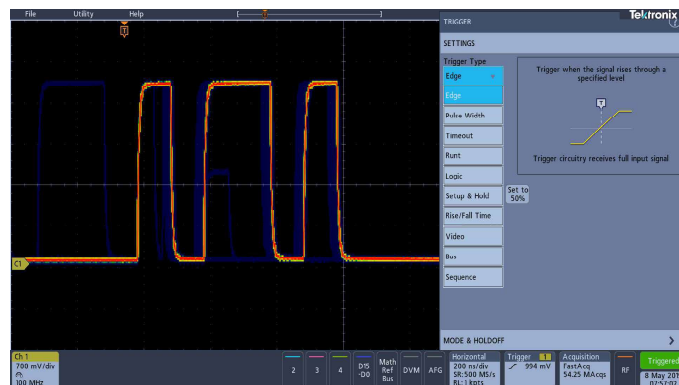 File Utility Help
Tektronix
TRIGGER
SETTINGS
Trigger Type
Edge
Edge
Pulse Width
Timeout
Runt
Logic
Setup & Hold
Rise/Fall Time
Video
Bus
Sequence
Set to
50%
Trigger when the signal rises through a
specified level
T
Trigger circuitry receives full input signal
MODE & HOLDOFF
T
T
C1
Ch 1
700 mV/div
100 MHz
2
3
4
D15
-D0
Math
Ref
Bus
DVM
AFG
Horizontal
200 ns/div
SR: 500 MS/s
RL: 1 kpts
Trigger 1
994 mV
Acquisition
FastAcq
54.25 MAcqs
RF
Triggered